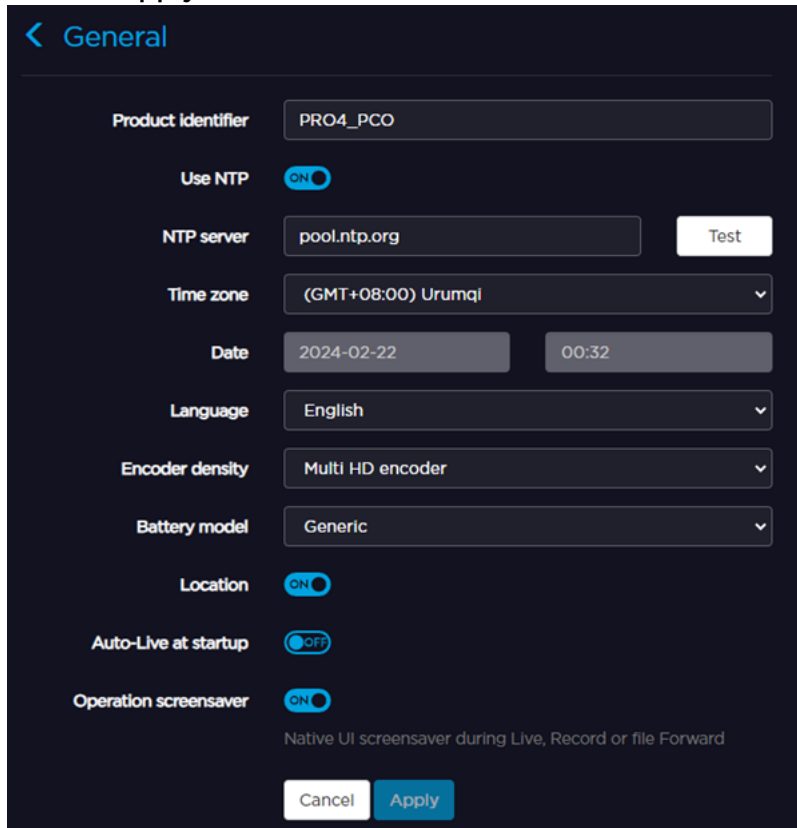 General
Product identifier PRO4_PCO
Use NTP ON
NTP server pool.ntp.org Test
Time zone (GMT+08:00) Urumqi
Date 2024-02-22 00:32
Language English
Encoder density Multi HD encoder
Battery model Generic
Location ON
Auto-Live at startup OFF
Operation screensaver ON
Native UI screensaver during Live, Record or file Forward
Cancel Apply